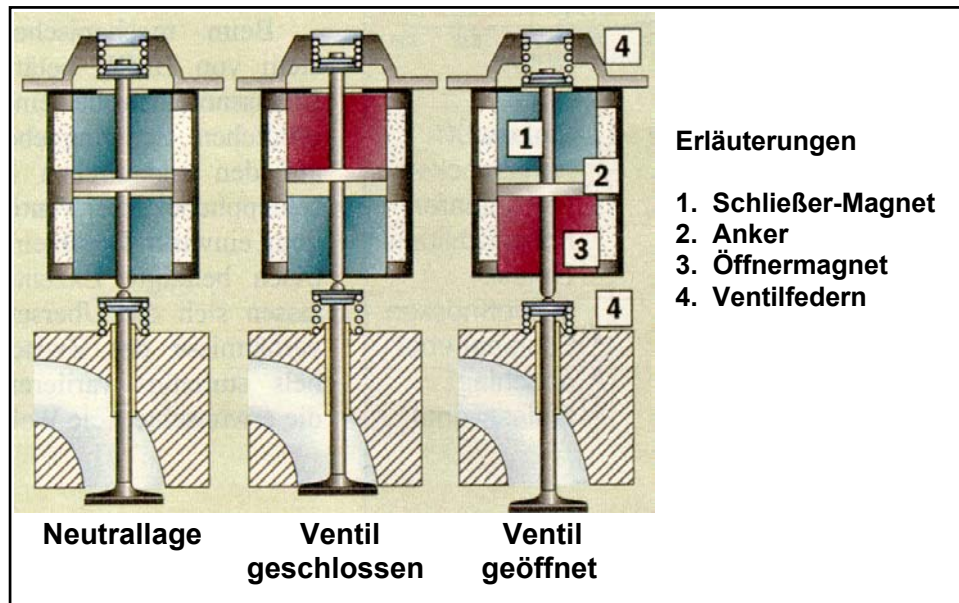 4
1
2
3
4
Erläuterungen
1. Schließer-Magnet
2. Anker
3. Öffnermagnet
4. Ventilfedern
Neutrallage
Ventil
geschlossen
Ventil
geöffnet